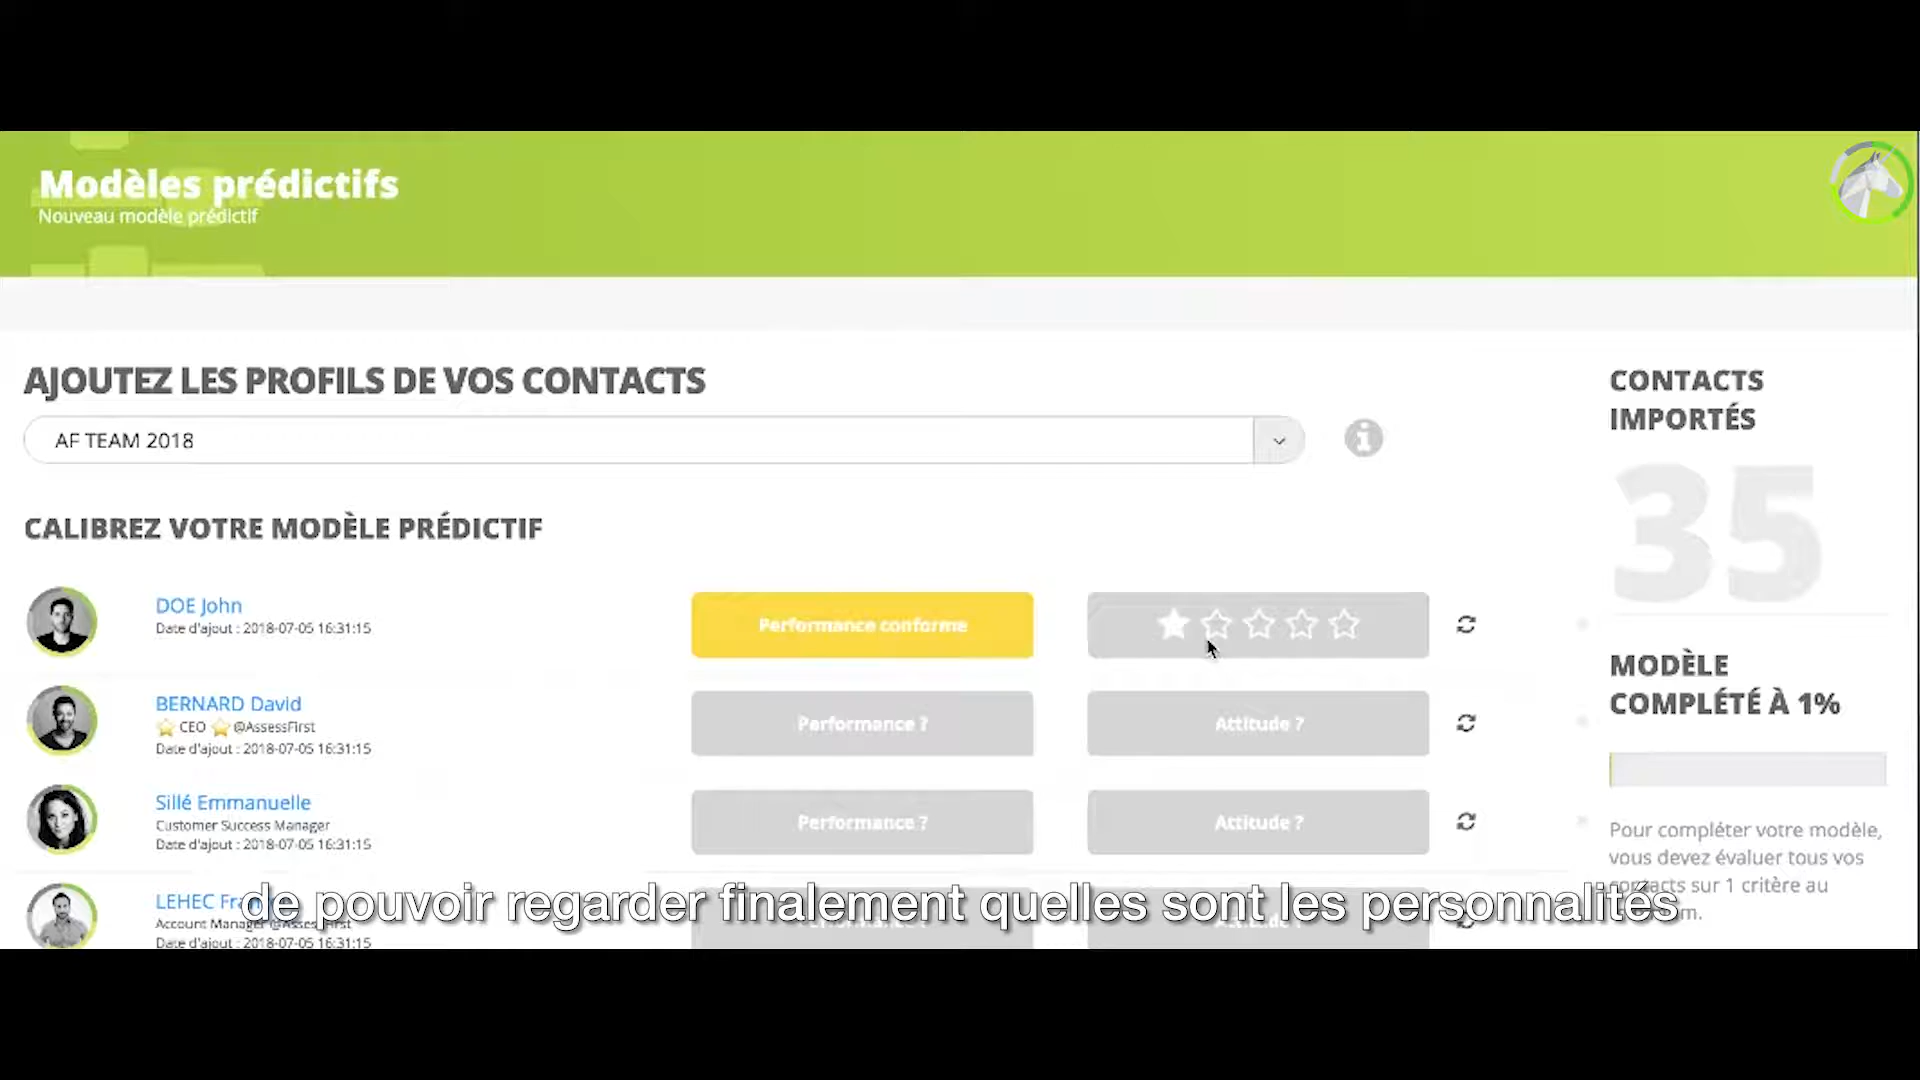 Modèles prédictifs
Nouveau modèle prédictif
AJOUTEZ LES PROFILS DE VOS CONTACTS
AF TEAM 2018
CALIBREZ VOTRE MODÈLE PRÉDICTIF
DOE John
Date d'ajout : 2018-07-05 16:31:15
Performance conforme
BERNARD David
CEO @AssessFirst
Date d'ajout : 2018-07-05 16:31:15
Performance ?
Attitude ?
Sillé Emmanuelle
Customer Success Manager
Date d'ajout : 2018-07-05 16:31:15
Performance ?
Attitude ?
LEHEC
Account Manager
Date d'ajout : 2018-07-05 16:31:15
CONTACTS
IMPORTÉS
35
MODÈLE
COMPLÉTÉ À 1%
Pour compléter votre modèle,
vous devez évaluer tous vos
contacts sur 1 critère au
de pouvoir regarder finalement quelles sont les personnalités